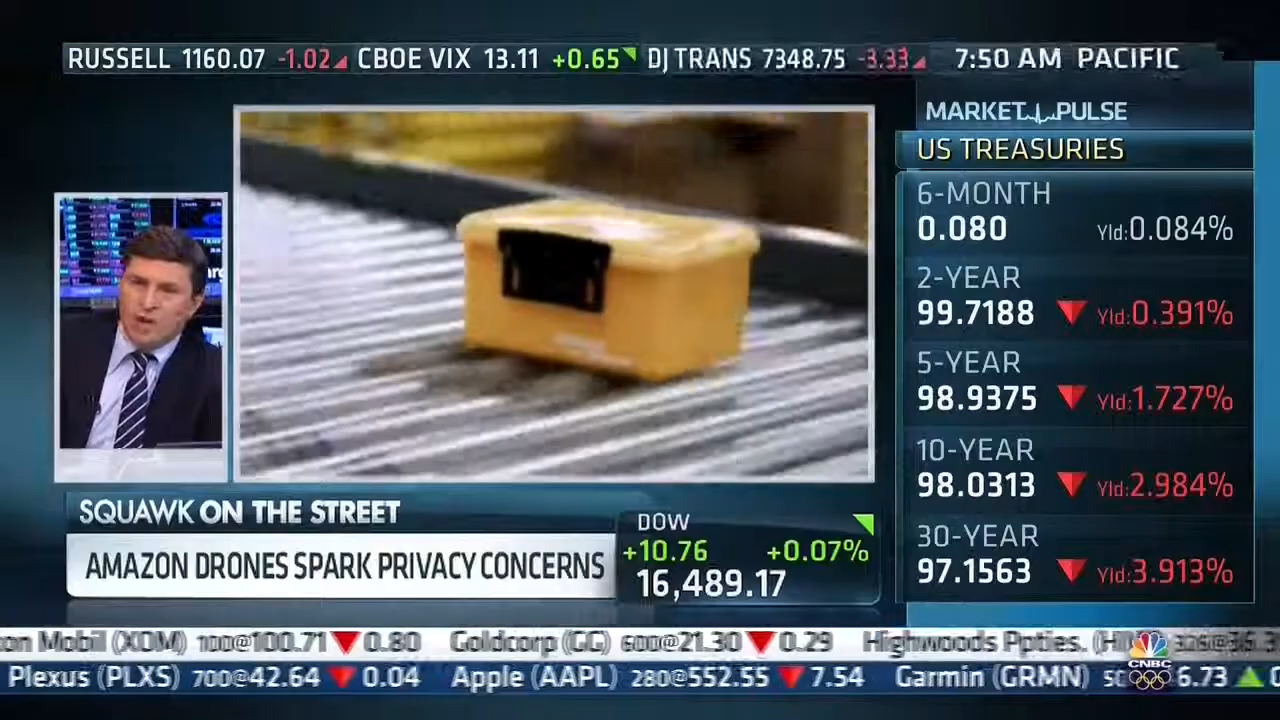 RUSSELL 1160.07 -1.02 CBOE VIX 13.11 +0.65 DJ TRANS 7348.75 -3.33 7:50 AM PACIFIC
MARKET PULSE
US TREASURIES
6-MONTH
0.080 Yld:0.084%
2-YEAR
99.7188 Yld:0.391%
5-YEAR
98.9375 Yld:1.727%
10-YEAR
98.0313 Yld:2.984%
30-YEAR
97.1563 Yld:3.913%
SQUAWK ON THE STREET
AMAZON DRONES SPARK PRIVACY CONCERNS
DOW
+10.76 +0.07%
16,489.17
on Mobil (XOM) 100@100.71 0.80 Goldcorp (GG) 600@21.30 0.29 Highwoods Ppties.
CNBC
Plexus (PLXS) 700@42.64 0.04 Apple (AAPL) 280@552.55 7.54 Garmin (GRMN) 6.73